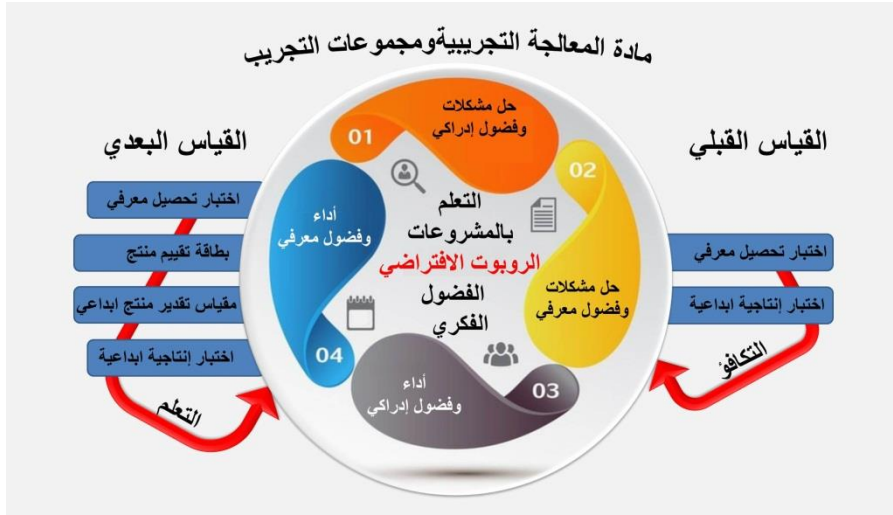 مادة المعالجة التجريبيةومجموعات التجريب
القياس القبلي
اختبار تحصيل معرفي
اختبار إنتاجية ابداعية
التكافؤ
01
حل مشكلات
وفضول إدراكي
02
حل مشكلات
وفضول معرفي
03
أداء
وفضول إدراكي
04
أداء
وفضول معرفي
التعلم
بالمشروعات
الروبوت الافتراضي
الفضول
الفكري
القياس البعدي
اختبار تحصيل معرفي
بطاقة تقييم منتج
مقياس تقدير منتج ابداعي
اختبار إنتاجية ابداعية
التعلم